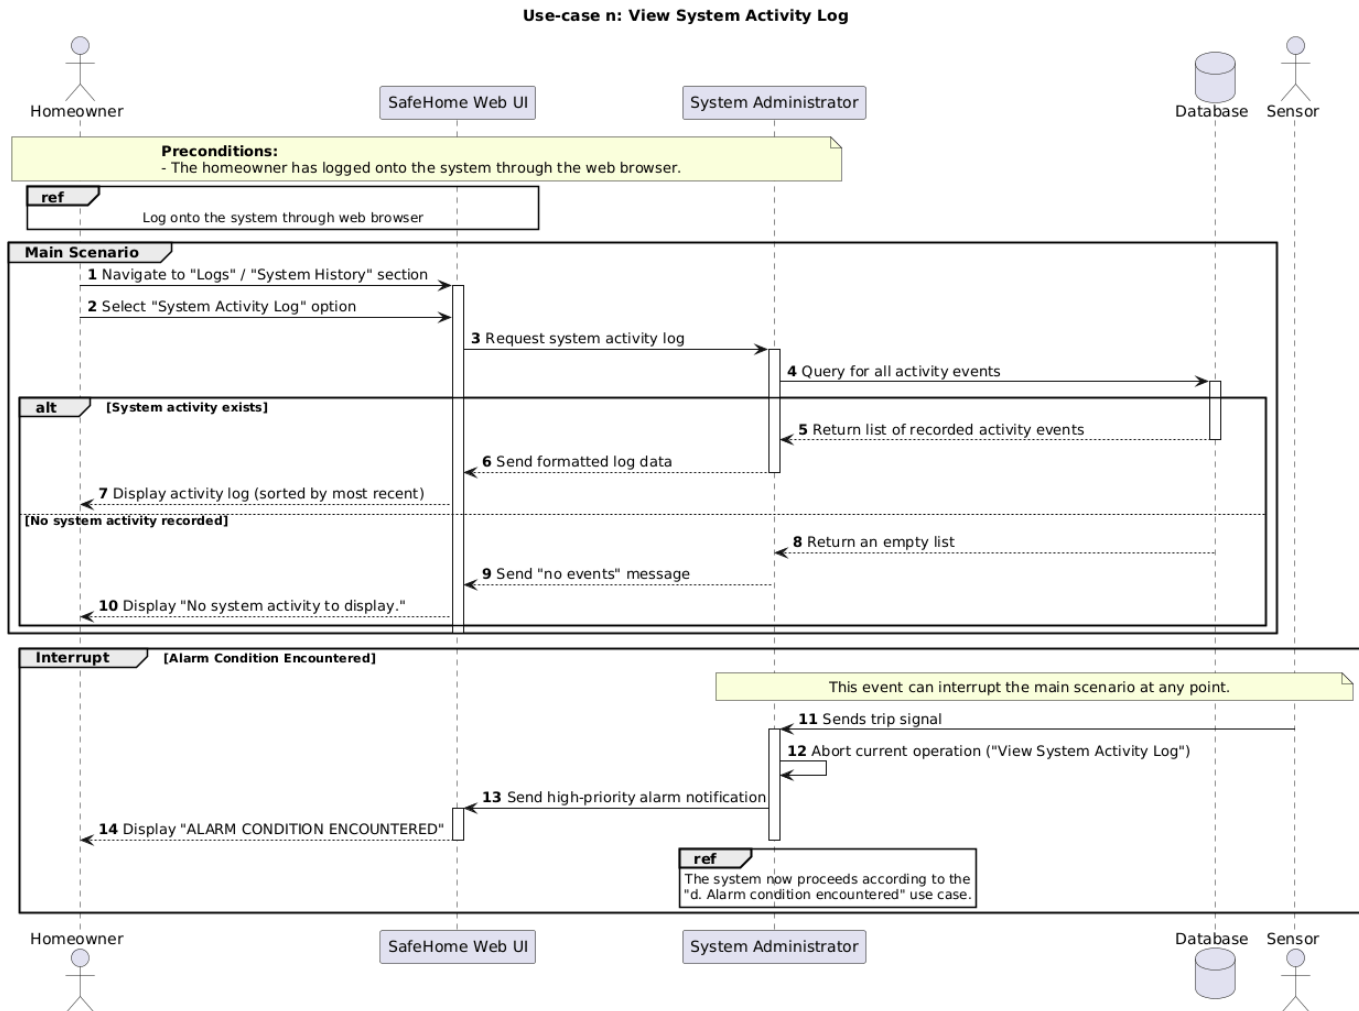 Use-case n: View System Activity Log
Homeowner
SafeHome Web UI
System Administrator
Database
Sensor
Preconditions:
- The homeowner has logged onto the system through the web browser.
ref
Log onto the system through web browser
Main Scenario
1 Navigate to "Logs" / "System History" section
2 Select "System Activity Log" option
3 Request system activity log
4 Query for all activity events
alt [System activity exists]
5 Return list of recorded activity events
6 Send formatted log data
7 Display activity log (sorted by most recent)
[No system activity recorded]
8 Return an empty list
9 Send "no events" message
10 Display "No system activity to display."
Interrupt [Alarm Condition Encountered]
This event can interrupt the main scenario at any point.
11 Sends trip signal
12 Abort current operation ("View System Activity Log")
13 Send high-priority alarm notification
14 Display "ALARM CONDITION ENCOUNTERED"
ref
The system now proceeds according to the
"d. Alarm condition encountered" use case.
Homeowner
SafeHome Web UI
System Administrator
Database
Sensor